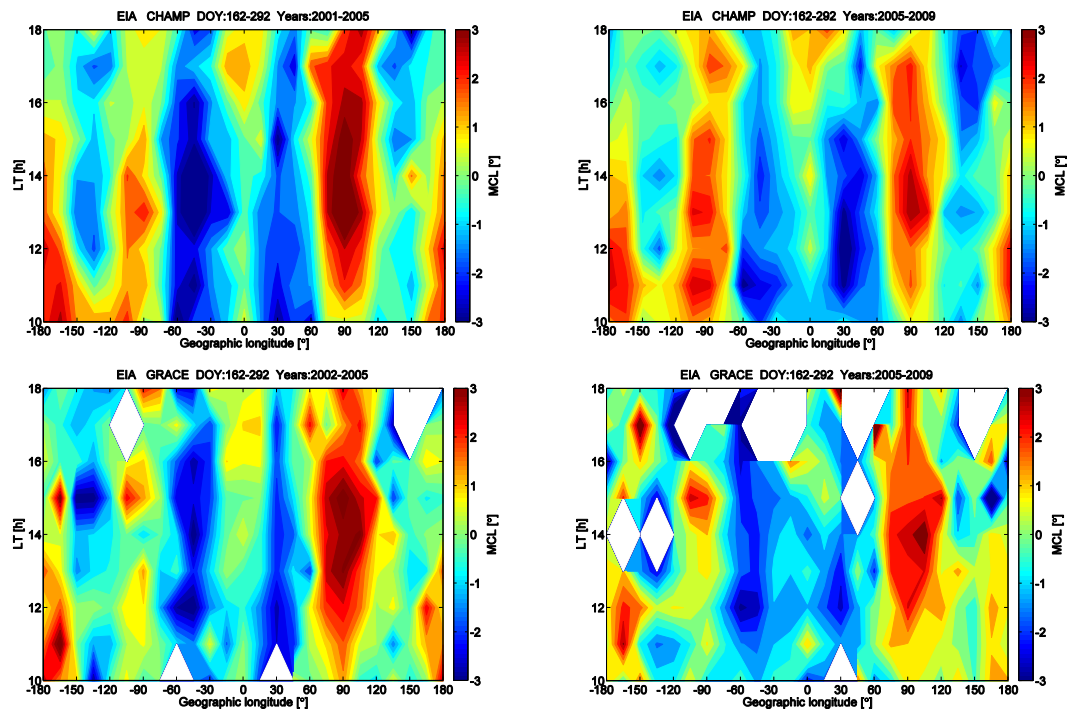 EIA CHAMP DOY:162-292 Years:2001-2005
18
16
14
12
10
LT [h]
-180 -150 -120 -90 -60 -30 0 30 60 90 120 150 180
Geographic longitude [°]
3
2
1
0
-1
-2
-3
MCL [°]
EIA CHAMP DOY:162-292 Years:2005-2009
18
16
14
12
10
LT [h]
-180 -150 -120 -90 -60 -30 0 30 60 90 120 150 180
Geographic longitude [°]
3
2
1
0
-1
-2
-3
MCL [°]
EIA GRACE DOY:162-292 Years:2002-2005
18
16
14
12
10
LT [h]
-180 -150 -120 -90 -60 -30 0 30 60 90 120 150 180
Geographic longitude [°]
3
2
1
0
-1
-2
-3
MCL [°]
EIA GRACE DOY:162-292 Years:2005-2009
18
16
14
12
10
LT [h]
-180 -150 -120 -90 -60 -30 0 30 60 90 120 150 180
Geographic longitude [°]
3
2
1
0
-1
-2
-3
MCL [°]